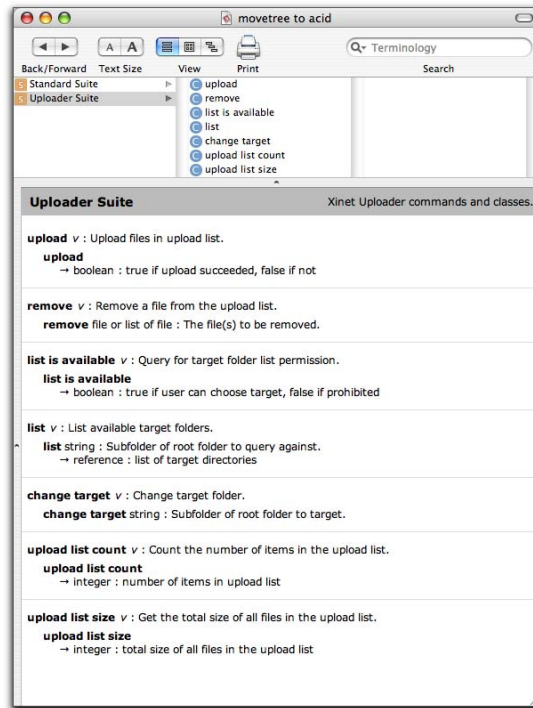 movetree to acid
A A
Q Terminology
Back/Forward Text Size View Print Search
S Standard Suite
S Uploader Suite
C upload
C remove
C list is available
C list
C change target
C upload list count
C upload list size
Uploader Suite Xinet Uploader commands and classes.
upload v : Upload files in upload list.
upload
→ boolean : true if upload succeeded, false if not
remove v : Remove a file from the upload list.
remove file or list of file : The file(s) to be removed.
list is available v : Query for target folder list permission.
list is available
→ boolean : true if user can choose target, false if prohibited
list v : List available target folders.
list string : Subfolder of root folder to query against.
→ reference : list of target directories
change target v : Change target folder.
change target string : Subfolder of root folder to target.
upload list count v : Count the number of items in the upload list.
upload list count
→ integer : number of items in upload list
upload list size v : Get the total size of all files in the upload list.
upload list size
→ integer : total size of all files in the upload list